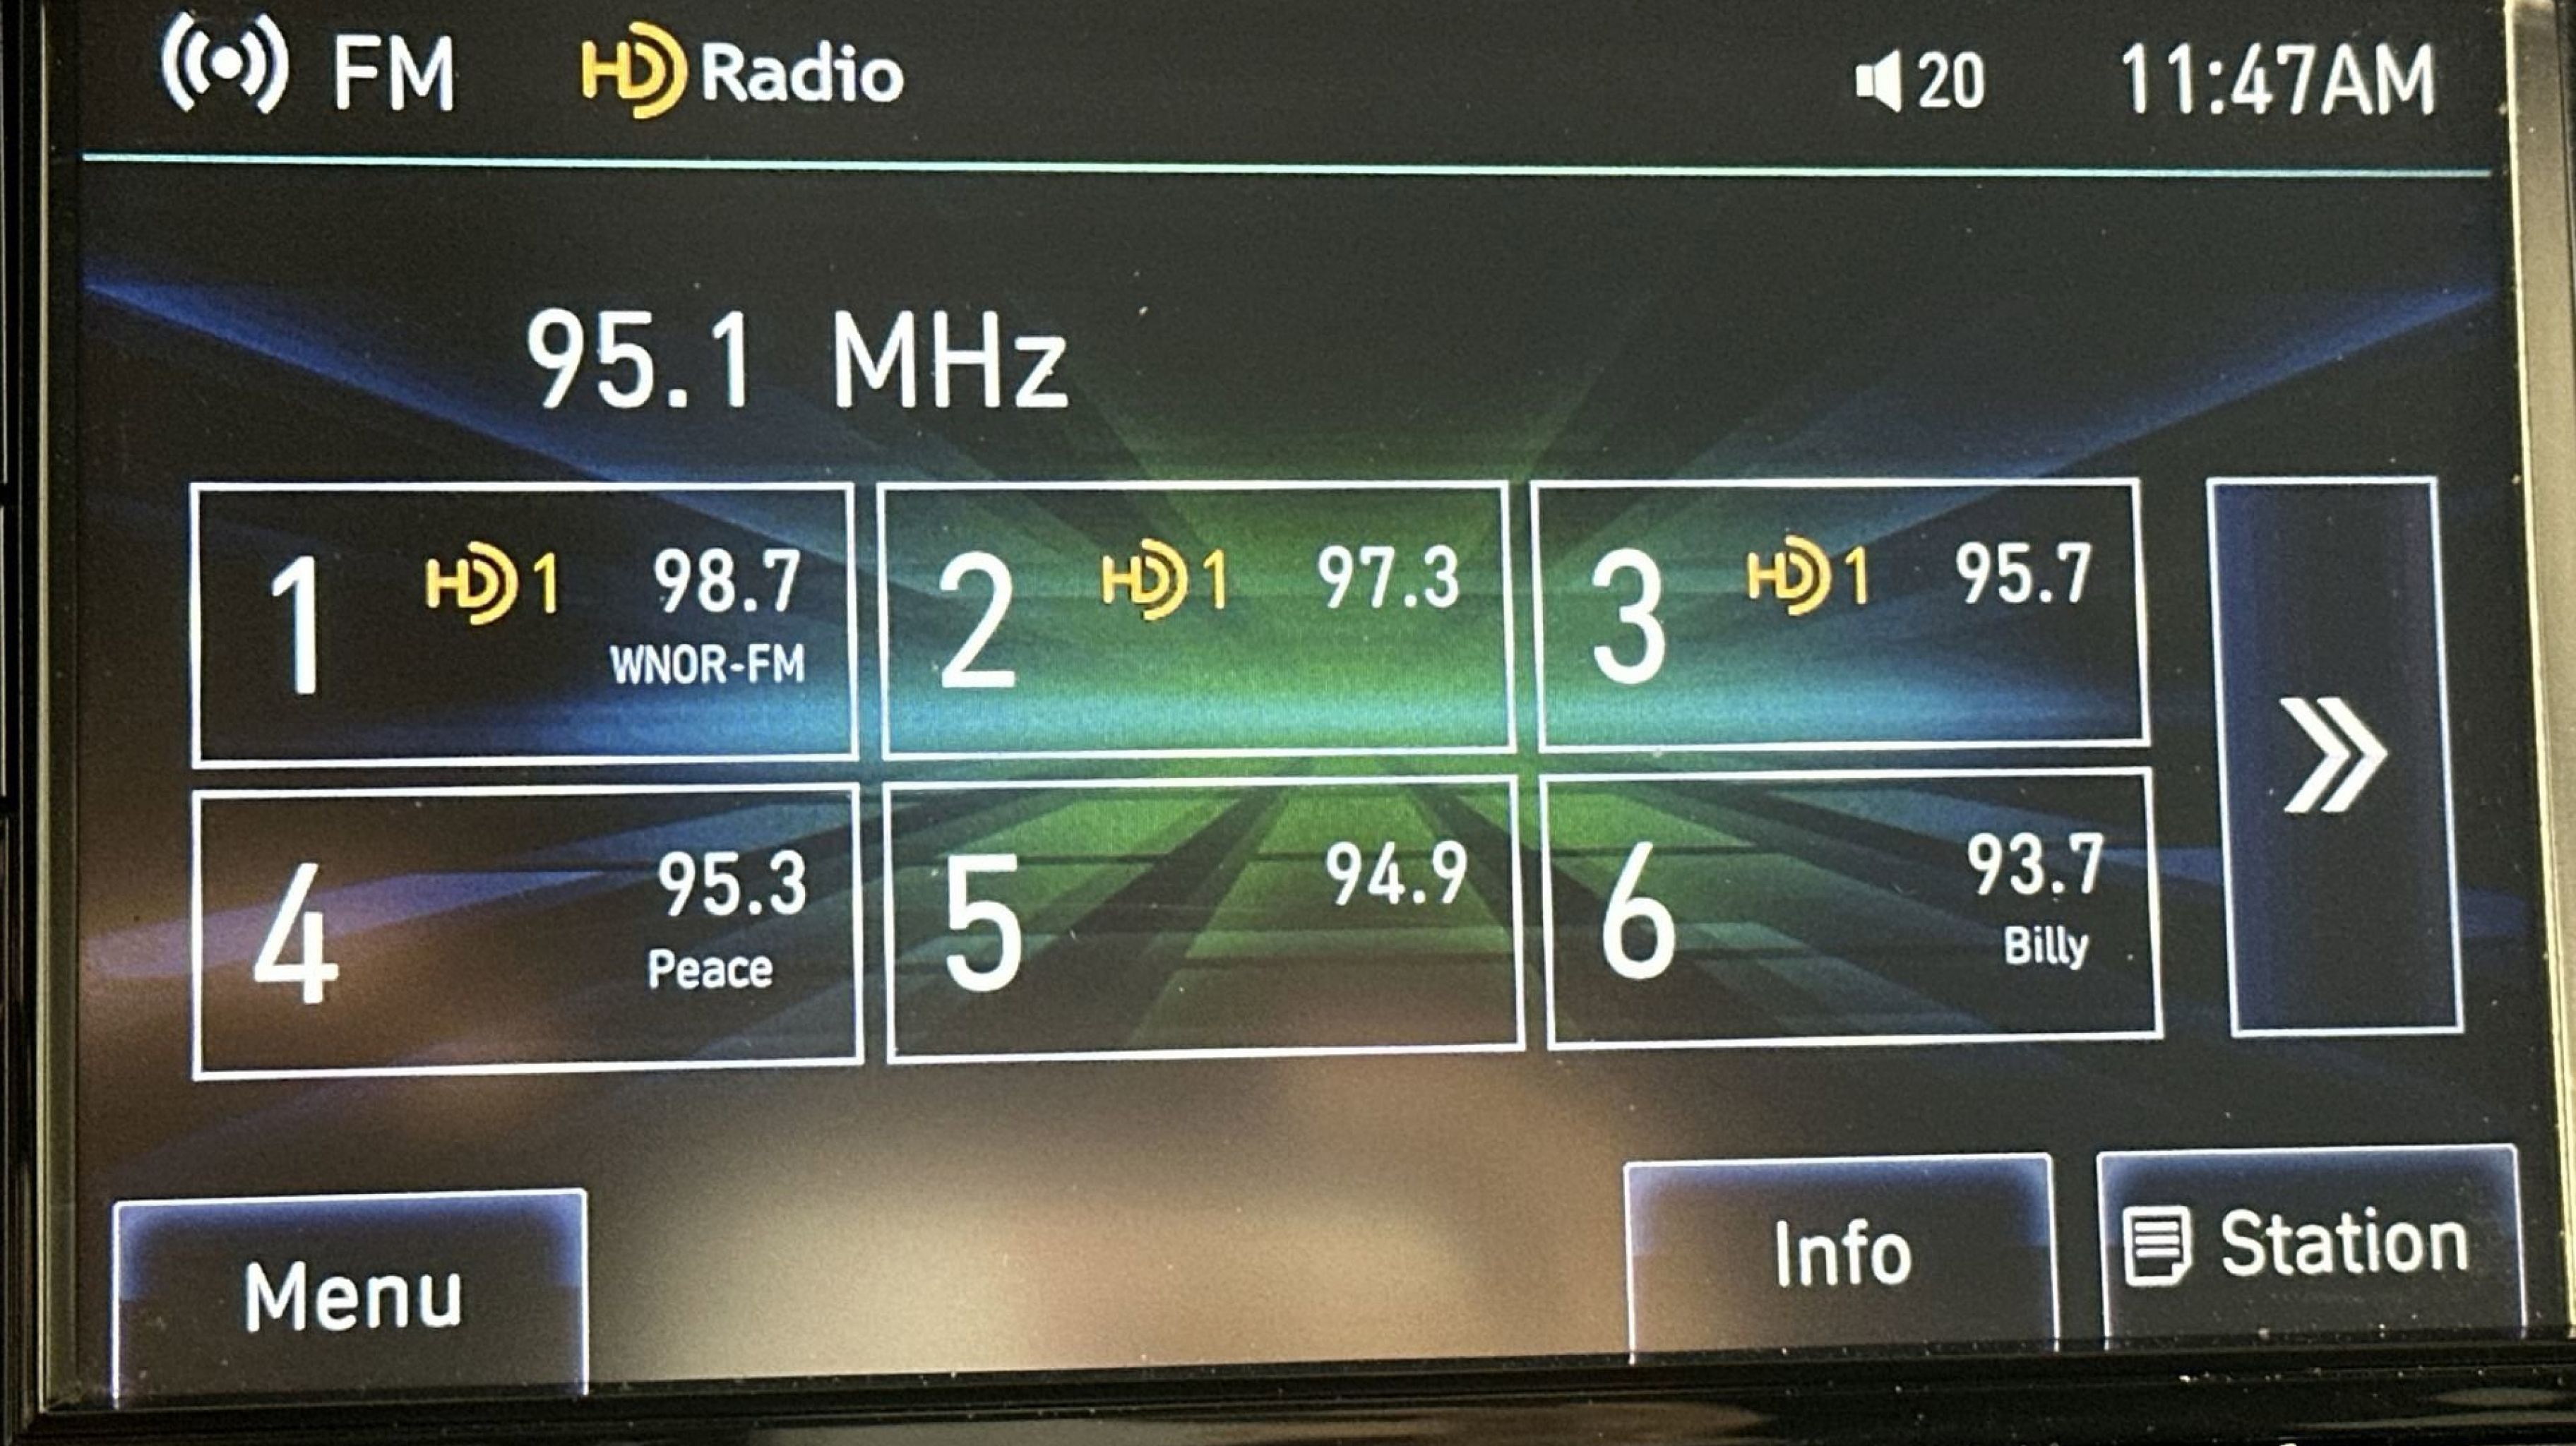 FM HD Radio 20 11:47AM
95.1 MHz
1 HD 1 98.7
WNOR-FM
2 HD 1 97.3
3 HD 1 95.7
4 95.3
Peace
5 94.9
6 93.7
Billy
Menu
Info
Station